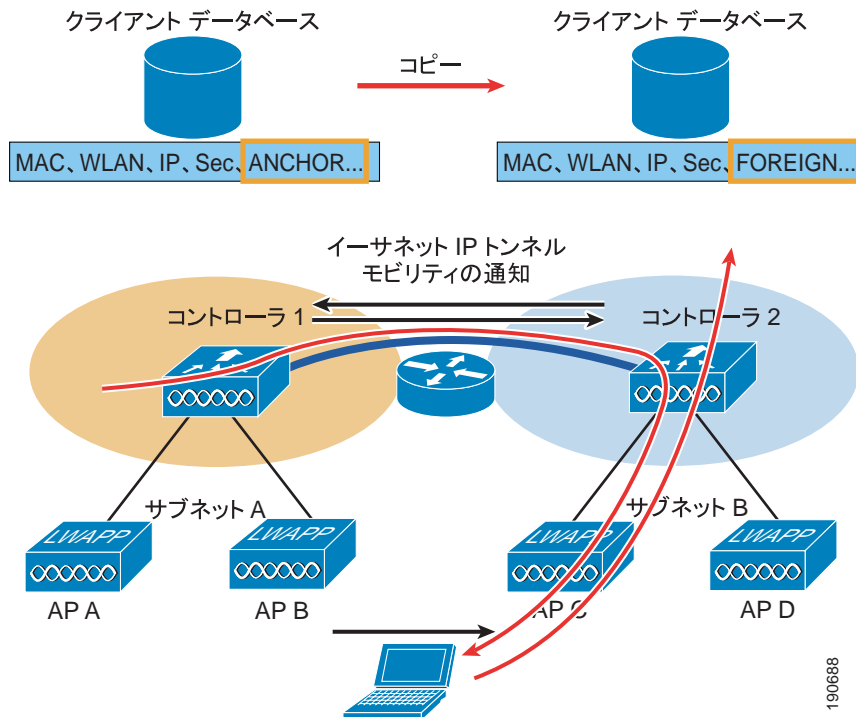 クライアント データベース
クライアント データベース
コピー
MAC、WLAN、IP、Sec、ANCHOR...
MAC、WLAN、IP、Sec、FOREIGN...
イーサネット IP トンネル
モビリティの通知
コントローラ 1
コントローラ 2
サブネット A
サブネット B
LWAPP
LWAPP
LWAPP
LWAPP
AP A
AP B
AP C
AP D
190688